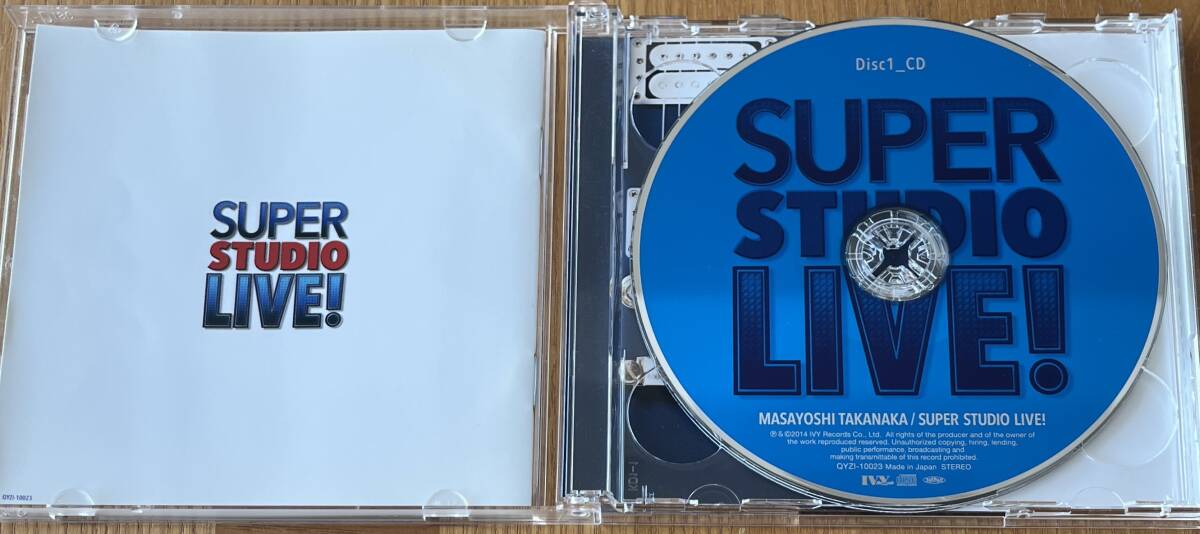 SUPER
STUDIO
LIVE!
QYZI-10023
Disc1_CD
SUPER
STUDIO
LIVE!
MASAYOSHI TAKANAKA / SUPER STUDIO LIVE!
℗ & ©2014 IVY Records Co., Ltd. All rights of the producer and of the owner of
the work reproduced reserved. Unauthorized copying, hiring, lending,
public performance, broadcasting and
making transmittable of this record prohibited.
QYZI-10023 Made in Japan STEREO
IVY